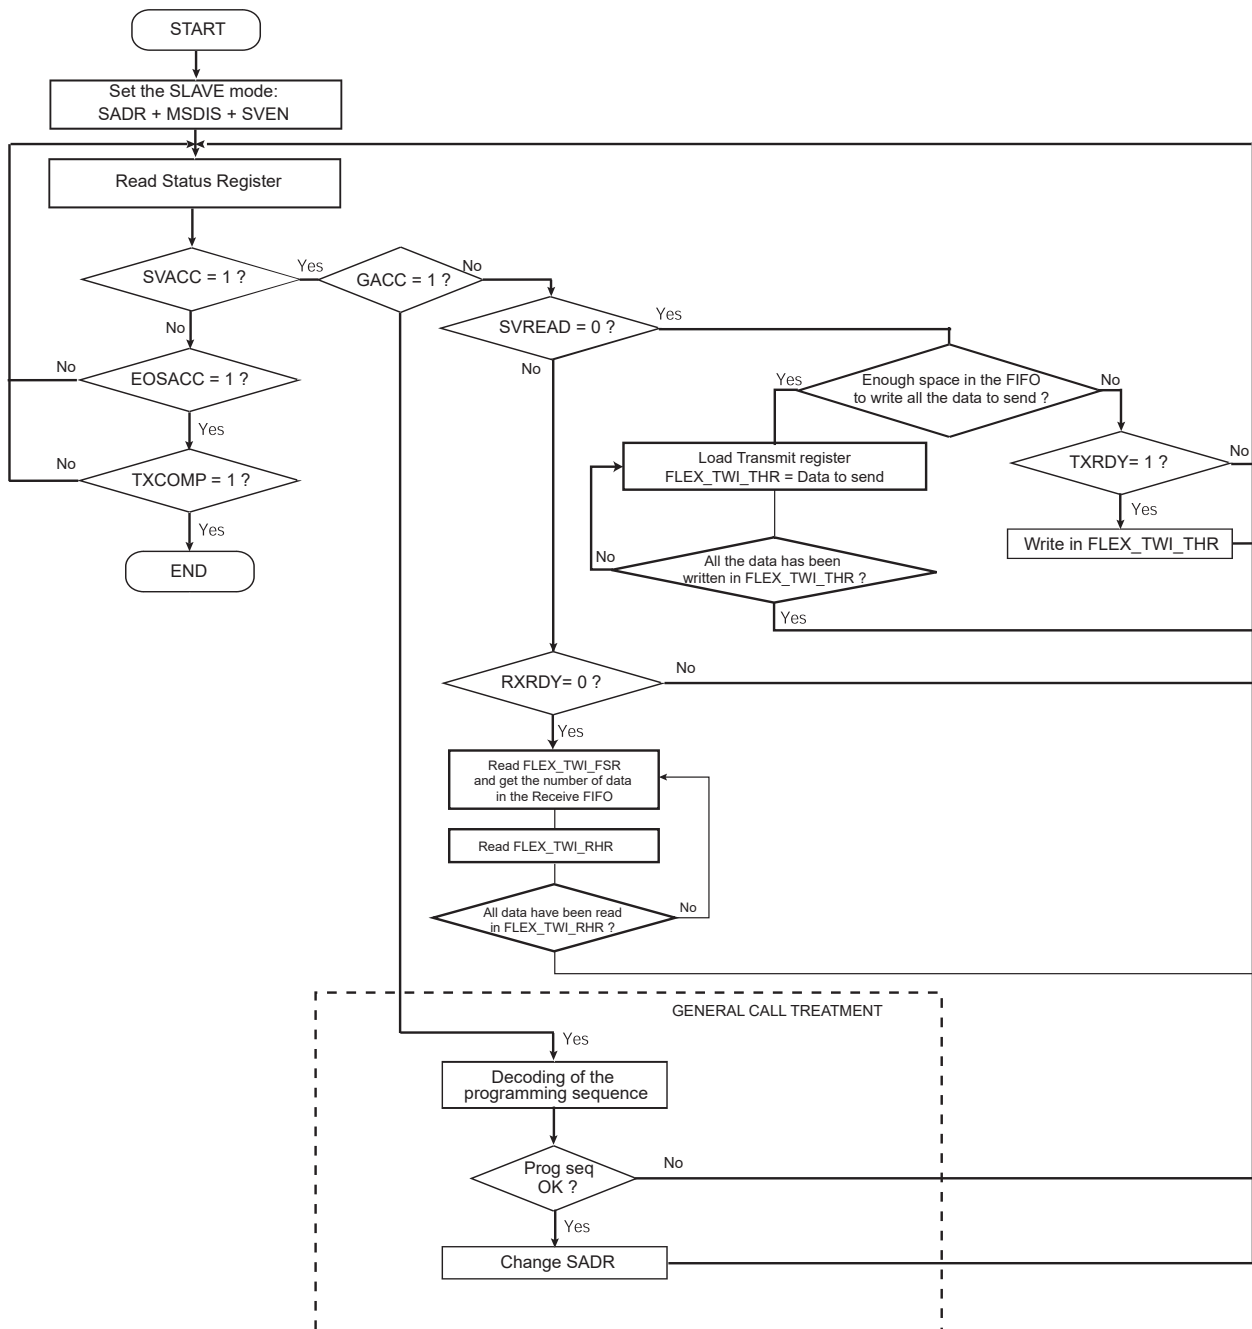 START
Set the SLAVE mode:
SADR + MSDIS + SVEN
Read Status Register
SVACC = 1 ?
Yes
GACC = 1 ?
No
No
SVREAD = 0 ?
Yes
No
No
EOSACC = 1 ?
Yes
Enough space in the FIFO
to write all the data to send ?
Yes
No
Load Transmit register
FLEX_TWI_THR = Data to send
TXRDY= 1 ?
No
No
TXCOMP = 1 ?
Yes
Yes
Write in FLEX_TWI_THR
END
No
All the data has been
written in FLEX_TWI_THR ?
Yes
RXRDY= 0 ?
No
Yes
Read FLEX_TWI_FSR
and get the number of data
in the Receive FIFO
Read FLEX_TWI_RHR
All data have been read
in FLEX_TWI_RHR ?
No
GENERAL CALL TREATMENT
Yes
Decoding of the
programming sequence
Prog seq
OK ?
No
Yes
Change SADR